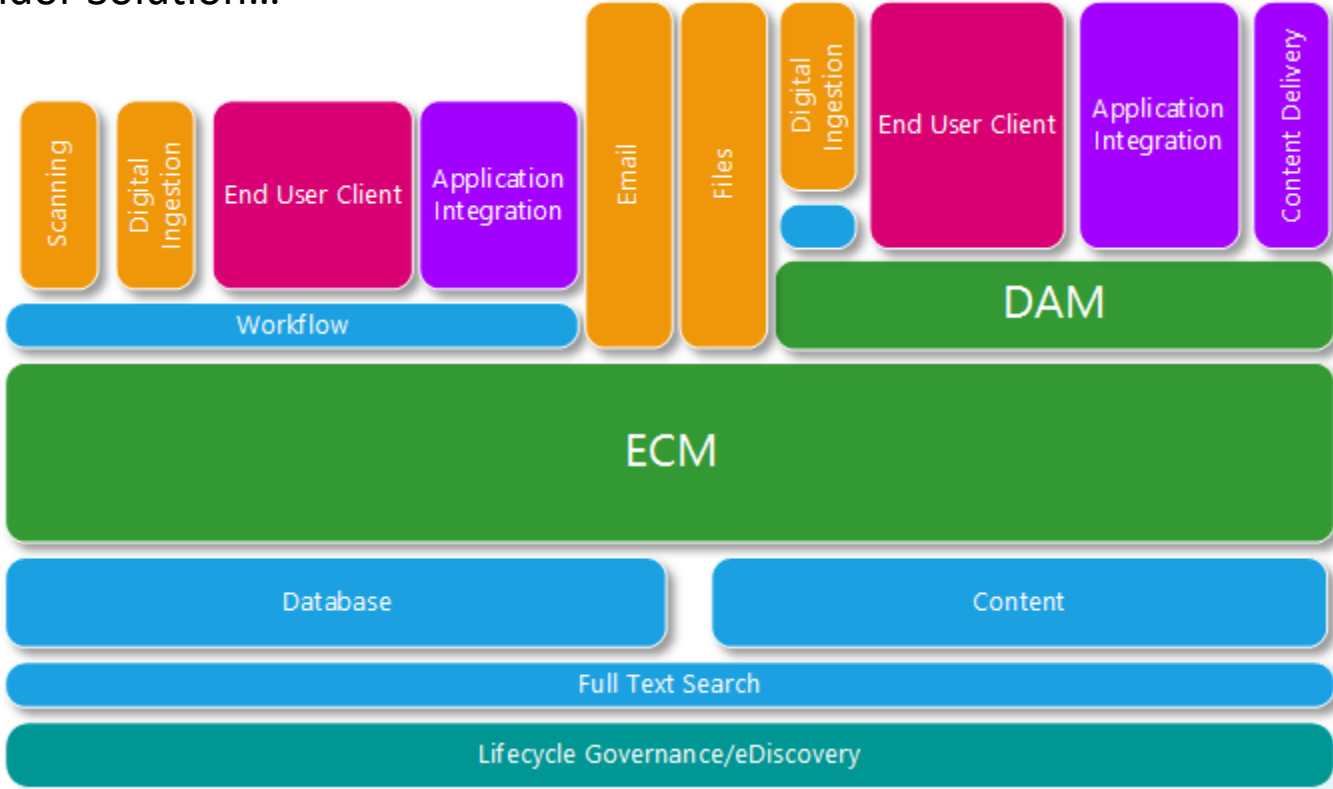 Solution...
Scanning
Digital
Ingestion
End User Client
Application
Integration
Email
Files
Digital
Ingestion
End User Client
Application
Integration
Content Delivery
Workflow
DAM
ECM
Database
Content
Full Text Search
Lifecycle Governance/eDiscovery